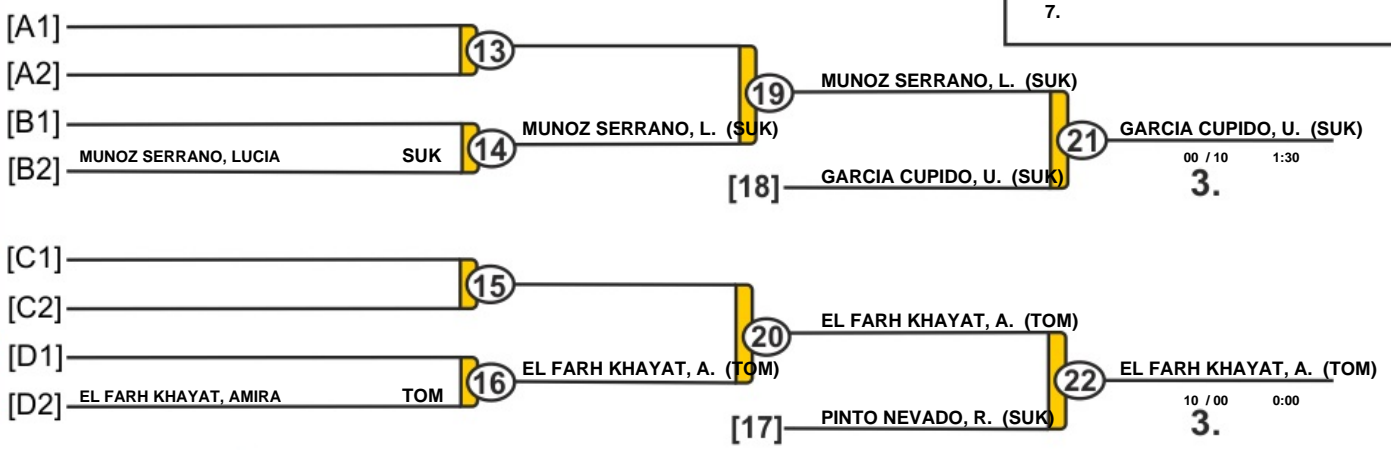 7.
[A1]
13
[A2]
19
MUNOZ SERRANO, L. (SUK)
[B1]
MUNOZ SERRANO, L. (SUK)
21
GARCIA CUPIDO, U. (SUK)
14
[B2]
MUNOZ SERRANO, LUCIA SUK
00 / 10 1:30
[18]
GARCIA CUPIDO, U. (SUK)
3.
[C1]
15
[C2]
20
EL FARH KHAYAT, A. (TOM)
[D1]
EL FARH KHAYAT, A. (TOM)
22
EL FARH KHAYAT, A. (TOM)
16
[D2]
EL FARH KHAYAT, AMIRA TOM
10 / 00 0:00
[17]
PINTO NEVADO, R. (SUK)
3.